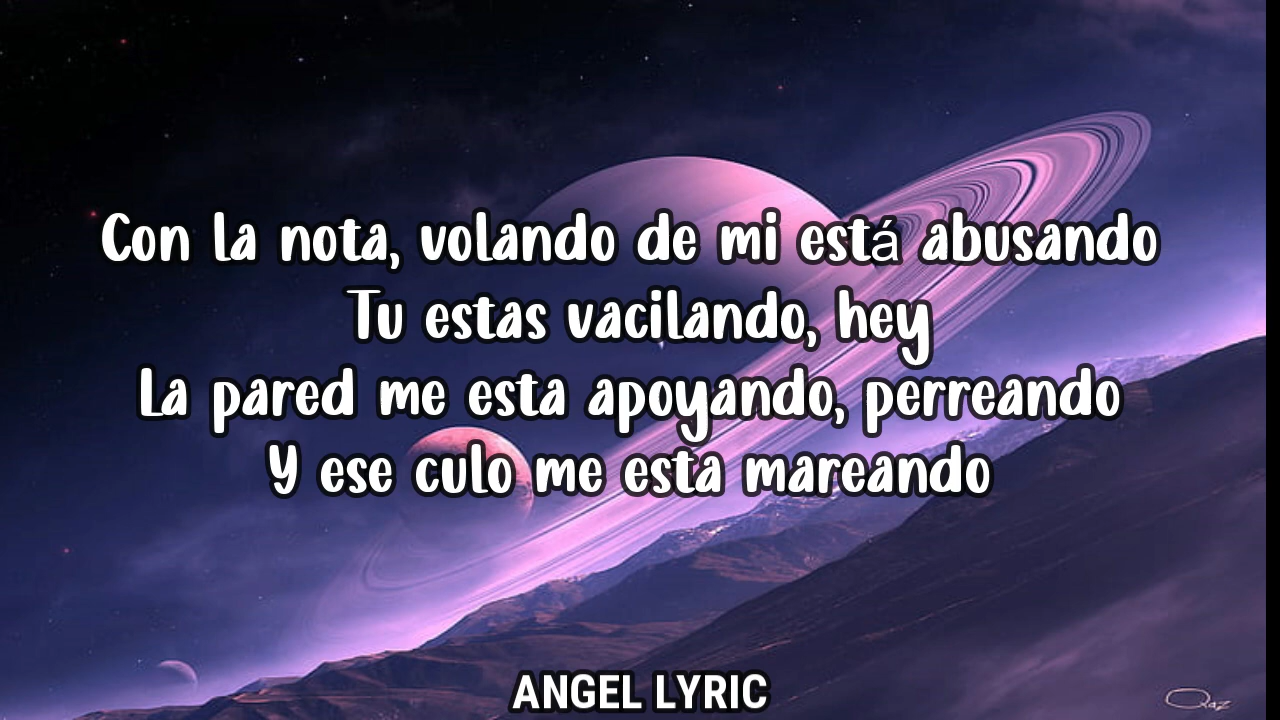 Con la nota, volando de mi está abusando
Tu estas vacilando, hey
La pared me esta apoyando, perreando
Y ese culo me esta mareando
ANGEL LYRIC
Qaz